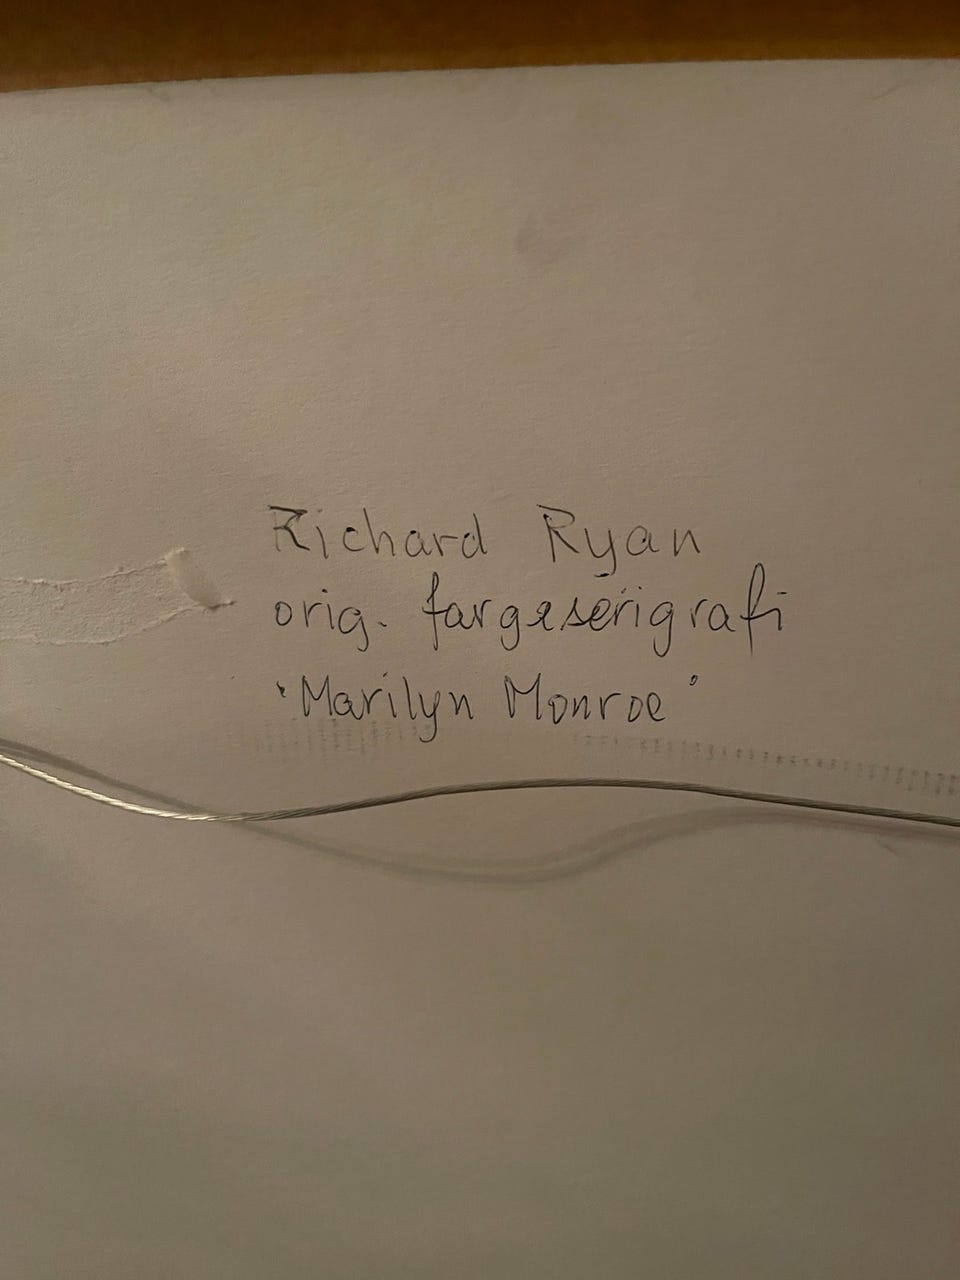 Richard Ryan
orig. fargeserigrafi
'Marilyn Monroe'